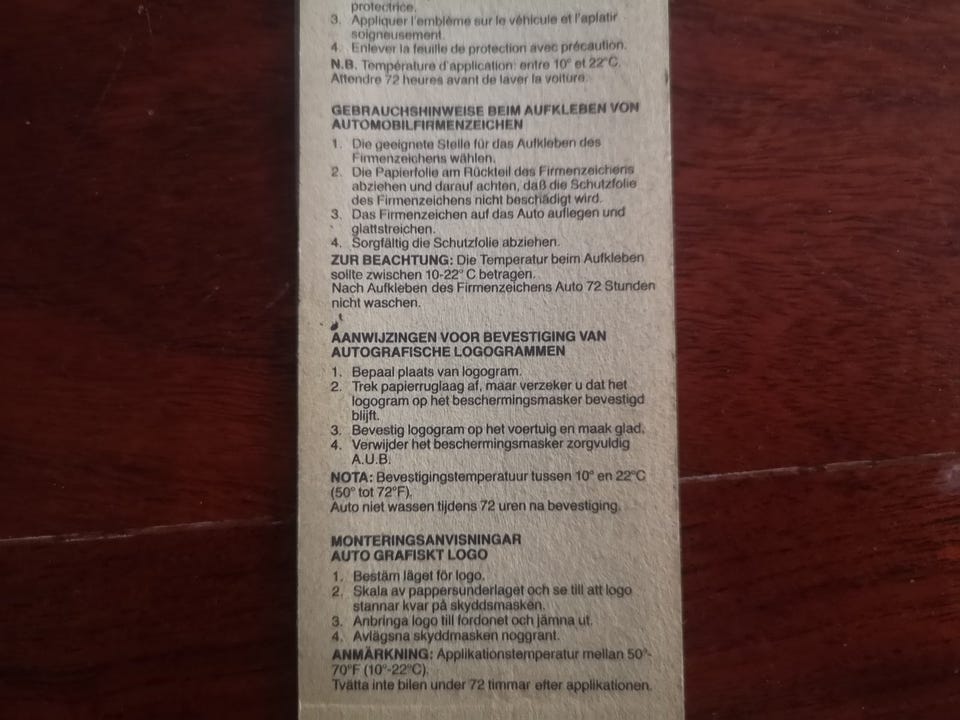 protectrice.
3. Appliquer l'emblème sur le véhicule et l'aplatir
soigneusement.
4. Enlever la feuille de protection avec précaution.
N.B. Température d'application: entre 10° et 22°C.
Attendre 72 heures avant de laver la voiture.
GEBRAUCHSHINWEISE BEIM AUFKLEBEN VON
AUTOMOBILFIRMENZEICHEN
1. Die geeignete Stelle für das Aufkleben des
Firmenzeichens wählen.
2. Die Papierfolie am Rückteil des Firmenzeichens
abziehen und darauf achten, daß die Schutzfolie
des Firmenzeichens nicht beschädigt wird.
3. Das Firmenzeichen auf das Auto auflegen und
glattstreichen.
4. Sorgfältig die Schutzfolie abziehen.
ZUR BEACHTUNG: Die Temperatur beim Aufkleben
sollte zwischen 10-22° C betragen.
Nach Aufkleben des Firmenzeichens Auto 72 Stunden
nicht waschen.
AANWIJZINGEN VOOR BEVESTIGING VAN
AUTOGRAFISCHE LOGOGRAMMEN
1. Bepaal plaats van logogram.
2. Trek papierruglaag af, maar verzeker u dat het
logogram op het beschermingsmasker bevestigd
blijft.
3. Bevestig logogram op het voertuig en maak glad.
4. Verwijder het beschermingsmasker zorgvuldig
A.U.B.
NOTA: Bevestigingstemperatuur tussen 10° en 22°C
(50° tot 72°F).
Auto niet wassen tijdens 72 uren na bevestiging.
MONTERINGSANVISNINGAR
AUTO GRAFISKT LOGO
1. Bestäm läget för logo.
2. Skala av pappersunderlaget och se till att logo
stannar kvar på skyddsmasken.
3. Anbringa logo till fordonet och jämna ut.
4. Avlägsna skyddmasken noggrant.
ANMÄRKNING: Applikationstemperatur mellan 50°-
70°F (10°-22°C).
Tvätta inte bilen under 72 timmar efter applikationen.